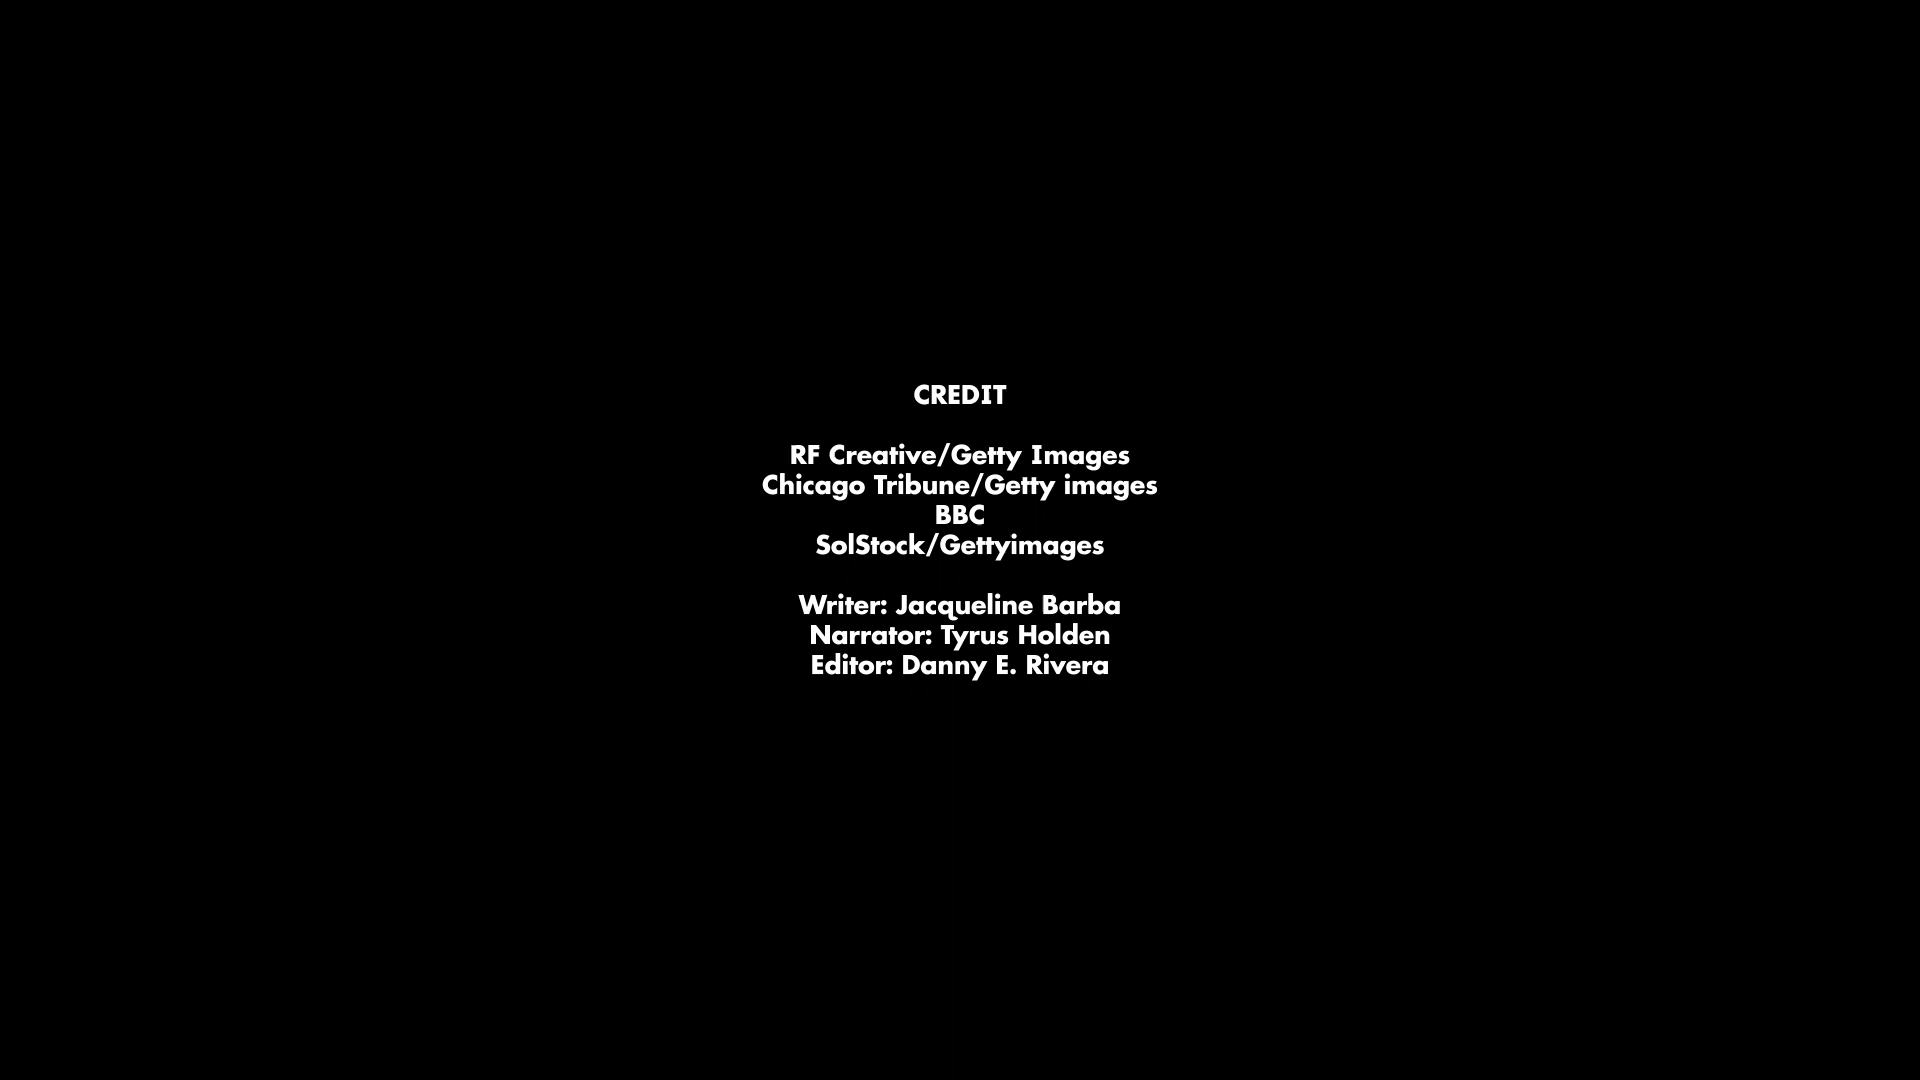 CREDIT
RF Creative/Getty Images
Chicago Tribune/Getty images
BBC
SolStock/Gettyimages
Writer: Jacqueline Barba
Narrator: Tyrus Holden
Editor: Danny E. Rivera